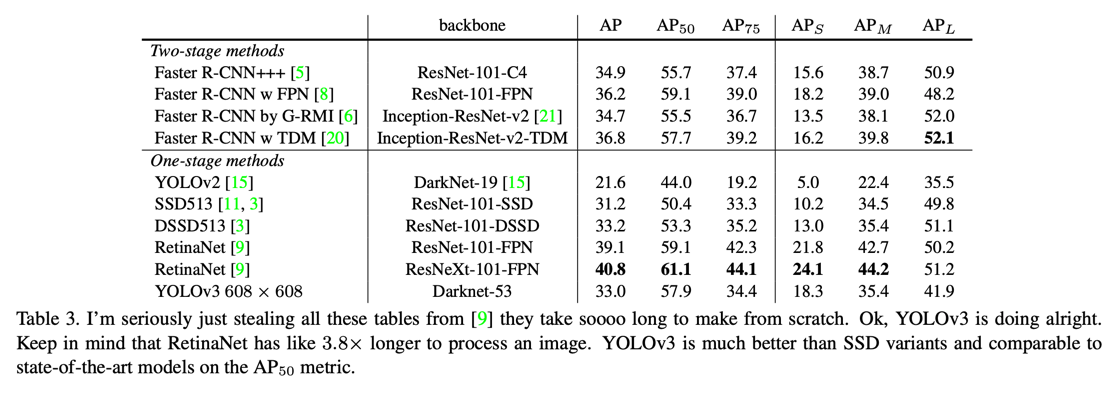 backbone AP AP50 AP75 APS APM APL
Two-stage methods
Faster R-CNN+++ [5] ResNet-101-C4 34.9 55.7 37.4 15.6 38.7 50.9
Faster R-CNN w FPN [8] ResNet-101-FPN 36.2 59.1 39.0 18.2 39.0 48.2
Faster R-CNN by G-RMI [6] Inception-ResNet-v2 [21] 34.7 55.5 36.7 13.5 38.1 52.0
Faster R-CNN w TDM [20] Inception-ResNet-v2-TDM 36.8 57.7 39.2 16.2 39.8 52.1
One-stage methods
YOLOv2 [15] DarkNet-19 [15] 21.6 44.0 19.2 5.0 22.4 35.5
SSD513 [11, 3] ResNet-101-SSD 31.2 50.4 33.3 10.2 34.5 49.8
DSSD513 [3] ResNet-101-DSSD 33.2 53.3 35.2 13.0 35.4 51.1
RetinaNet [9] ResNet-101-FPN 39.1 59.1 42.3 21.8 42.7 50.2
RetinaNet [9] ResNeXt-101-FPN 40.8 61.1 44.1 24.1 44.2 51.2
YOLOv3 608 × 608 Darknet-53 33.0 57.9 34.4 18.3 35.4 41.9
Table 3. I'm seriously just stealing all these tables from [9] they take soooo long to make from scratch. Ok, YOLOv3 is doing alright.
Keep in mind that RetinaNet has like 3.8× longer to process an image. YOLOv3 is much better than SSD variants and comparable to
state-of-the-art models on the AP50 metric.